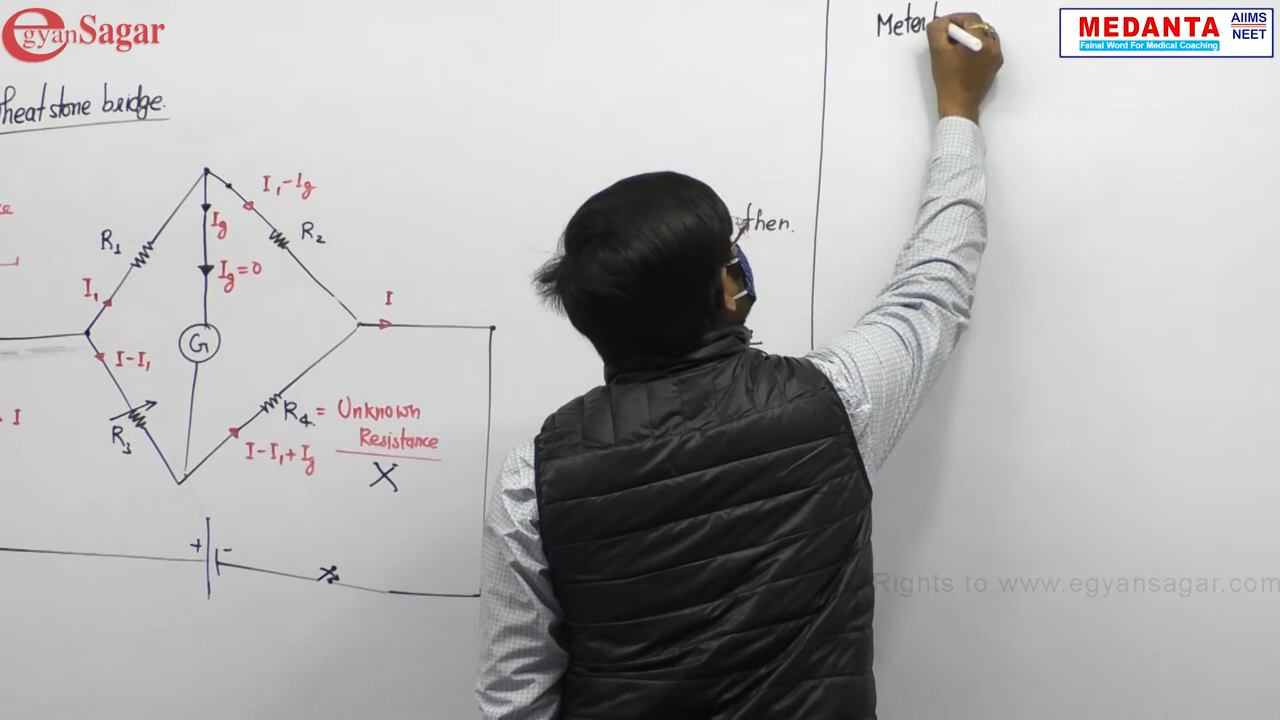 egyanSagar
MEDANTA
AIIMS
NEET
Fainal Word For Medical Coaching
heatstone bridge.
Meter
I₁-Ig
Ig
R₁
R₂
then.
Ig=0
I₁
I
G
I-I₁
R₃
R₄ = Unknown
Resistance
I-I₁+Ig
X
I
+ -
Rights to www.egyansagar.com